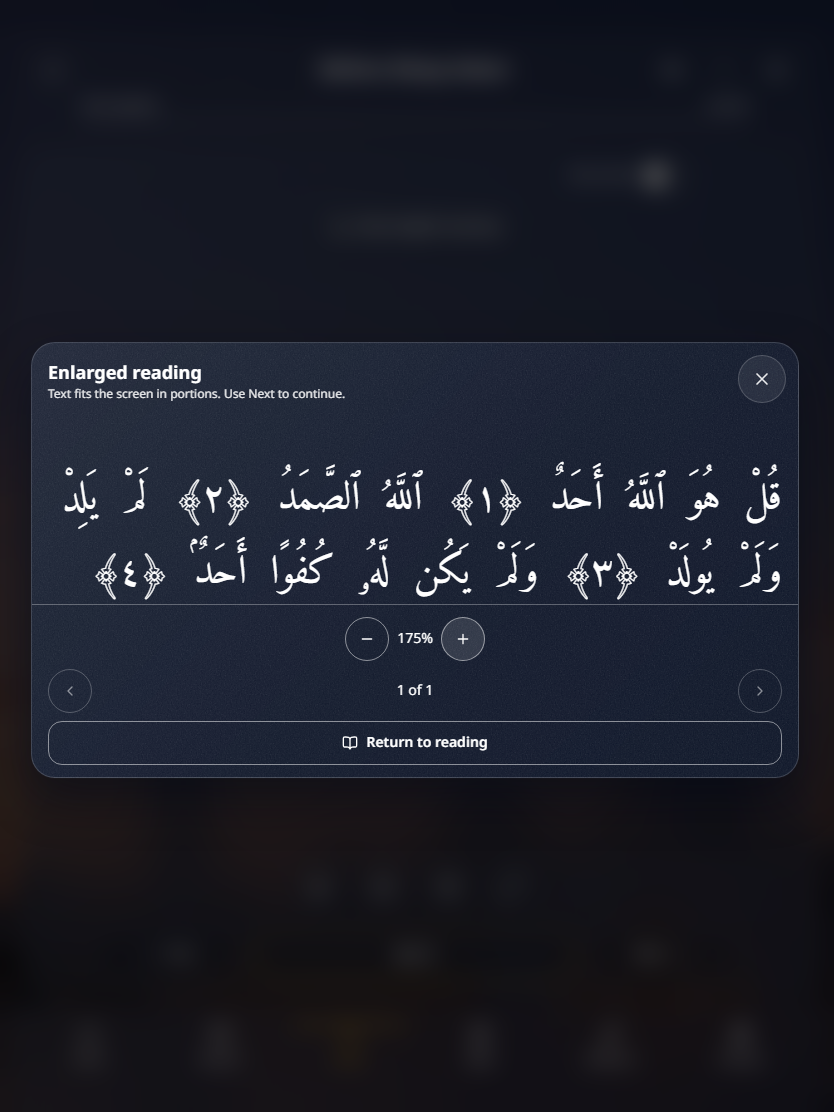 Enlarged reading
Text fits the screen in portions. Use Next to continue.
قُلْ هُوَ ٱللَّهُ أَحَدٌ ﴿١﴾ ٱللَّهُ ٱلصَّمَدُ ﴿٢﴾ لَمْ يَلِدْ
وَلَمْ يُولَدْ ﴿٣﴾ وَلَمْ يَكُن لَّهُۥ كُفُوًا أَحَدٌۢ ﴿٤﴾
175%
1 of 1
Return to reading